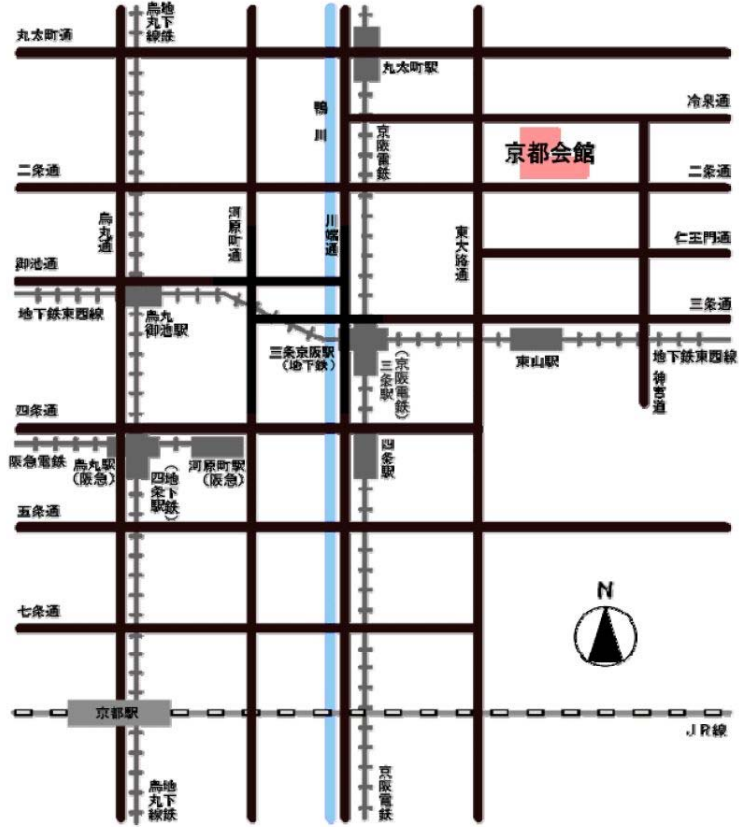 地下鉄
烏丸線
丸太町通
丸太町駅
冷泉通
鴨川
京阪電鉄
京都会館
二条通
二条通
烏丸通
河原町通
川端通
東大路通
仁王門通
御池通
三条通
地下鉄東西線
烏丸
御池駅
三条京阪駅
(地下鉄)
三条駅
(京阪電鉄)
東山駅
地下鉄東西線
神宮道
四条通
阪急電鉄
烏丸駅
(阪急)
四条駅
(地下鉄)
河原町駅
(阪急)
四条駅
五条通
七条通
N
京都駅
JR線
地下鉄
烏丸線
京阪電鉄